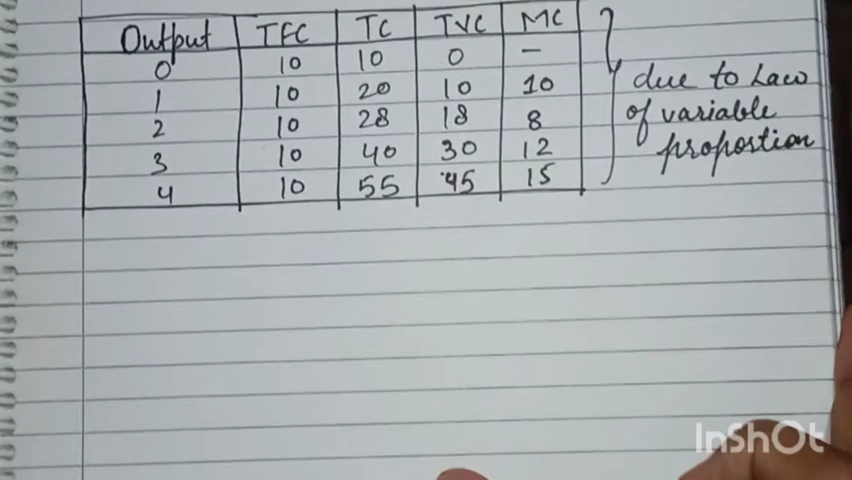 Output TFC TC TVC MC
0 10 10 0 -
1 10 20 10 10
2 10 28 18 8
3 10 40 30 12
4 10 55 45 15
due to Law
of variable
proportion
InShOt